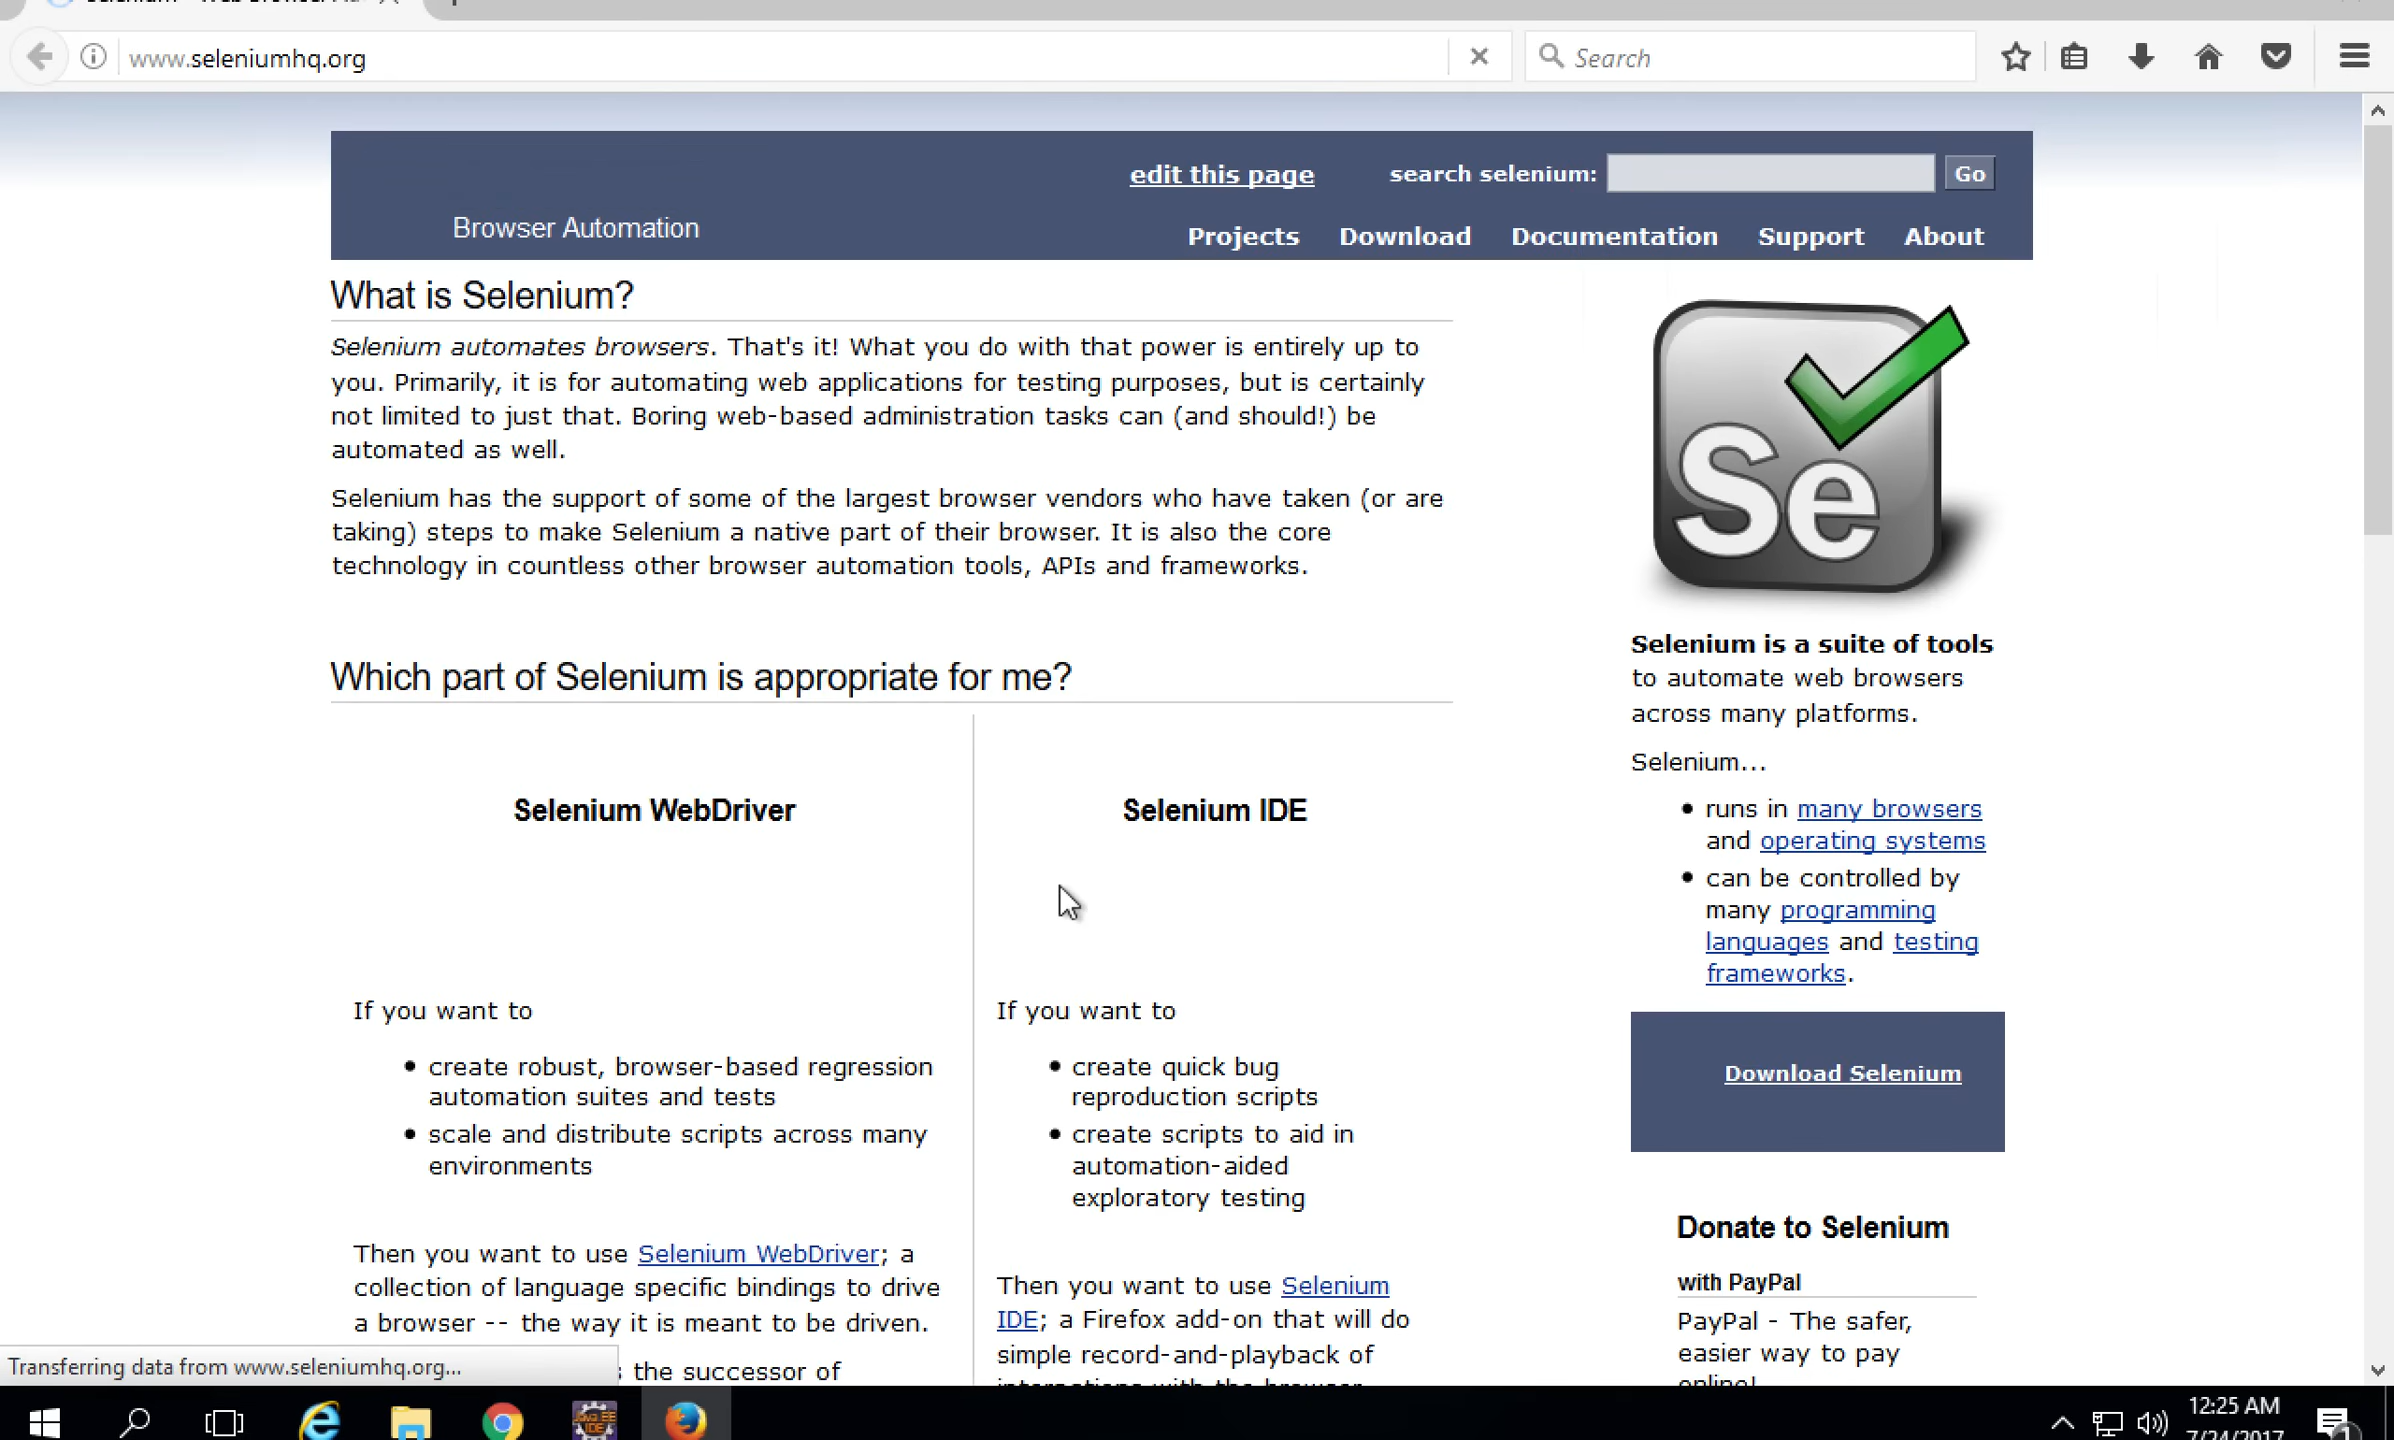 www.seleniumhq.org
Search
edit this page
search selenium:
Go
Browser Automation
Projects
Download
Documentation
Support
About
What is Selenium?
Selenium automates browsers. That's it! What you do with that power is entirely up to
you. Primarily, it is for automating web applications for testing purposes, but is certainly
not limited to just that. Boring web-based administration tasks can (and should!) be
automated as well.
Selenium has the support of some of the largest browser vendors who have taken (or are
taking) steps to make Selenium a native part of their browser. It is also the core
technology in countless other browser automation tools, APIs and frameworks.
Which part of Selenium is appropriate for me?
Selenium WebDriver
If you want to
create robust, browser-based regression
automation suites and tests
scale and distribute scripts across many
environments
Then you want to use Selenium WebDriver; a
collection of language specific bindings to drive
a browser -- the way it is meant to be driven.
the successor of
Selenium IDE
If you want to
create quick bug
reproduction scripts
create scripts to aid in
automation-aided
exploratory testing
Then you want to use Selenium
IDE; a Firefox add-on that will do
simple record-and-playback of
interactions with the browser
Se
Selenium is a suite of tools
to automate web browsers
across many platforms.
Selenium...
runs in many browsers
and operating systems
can be controlled by
many programming
languages and testing
frameworks.
Download Selenium
Donate to Selenium
with PayPal
PayPal - The safer,
easier way to pay
online!
Transferring data from www.seleniumhq.org...
12:25 AM
7/24/2017